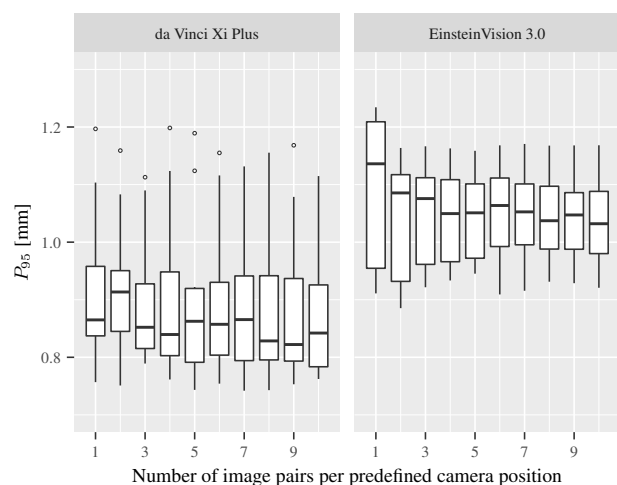 da Vinci Xi Plus EinsteinVision 3.0
1.2
1.0
0.8
P95 [mm]
1 3 5 7 9 1 3 5 7 9
Number of image pairs per predefined camera position